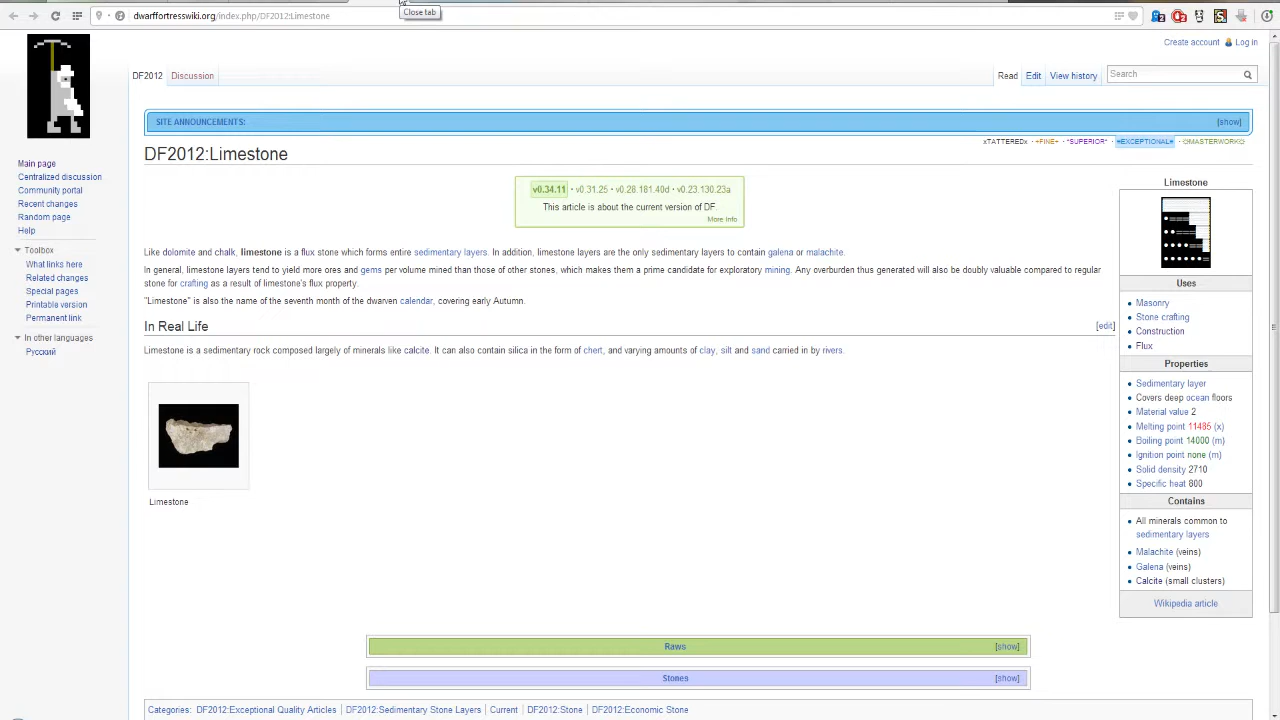 Close tab
dwarffortresswiki.org/index.php/DF2012:Limestone
Create account Log in
DF2012 Discussion
Read Edit View history
Search
SITE ANNOUNCEMENTS: [show]
xTATTEREDx · +FINE+ · *SUPERIOR* ≡EXCEPTIONAL≡ · ☼MASTERWORK☼
DF2012:Limestone
v0.34.11 · v0.31.25 · v0.28.181.40d · v0.23.130.23a
This article is about the current version of DF.
More Info
Main page
Centralized discussion
Community portal
Recent changes
Random page
Help
Toolbox
What links here
Related changes
Special pages
Printable version
Permanent link
In other languages
Русский
Like dolomite and chalk, limestone is a flux stone which forms entire sedimentary layers. In addition, limestone layers are the only sedimentary layers to contain galena or malachite.
In general, limestone layers tend to yield more ores and gems per volume mined than those of other stones, which makes them a prime candidate for exploratory mining. Any overburden thus generated will also be doubly valuable compared to regular
stone for crafting as a result of limestone's flux property.
"Limestone" is also the name of the seventh month of the dwarven calendar, covering early Autumn.
In Real Life [edit]
Limestone is a sedimentary rock composed largely of minerals like calcite. It can also contain silica in the form of chert, and varying amounts of clay, silt and sand carried in by rivers.
Limestone
Limestone
Uses
Masonry
Stone crafting
Construction
Flux
Properties
Sedimentary layer
Covers deep ocean floors
Material value 2
Melting point 11485 (x)
Boiling point 14000 (m)
Ignition point none (m)
Solid density 2710
Specific heat 800
Contains
All minerals common to
sedimentary layers
Malachite (veins)
Galena (veins)
Calcite (small clusters)
Wikipedia article
Raws [show]
Stones [show]
Categories: DF2012:Exceptional Quality Articles | DF2012:Sedimentary Stone Layers | Current | DF2012:Stone | DF2012:Economic Stone